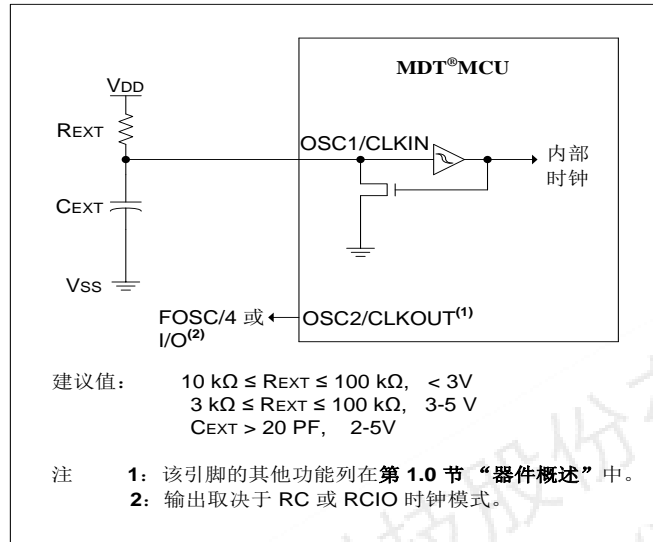 MDT®MCU
VDD
REXT
OSC1/CLKIN
内部
时钟
CEXT
VSS
FOSC/4 或
I/O(2)
OSC2/CLKOUT(1)
建议值: 10 kΩ ≤ REXT ≤ 100 kΩ, < 3V
3 kΩ ≤ REXT ≤ 100 kΩ, 3-5 V
CEXT > 20 PF, 2-5V
注 1: 该引脚的其他功能列在第 1.0 节 “器件概述”中。
2: 输出取决于 RC 或 RCIO 时钟模式。
技股份